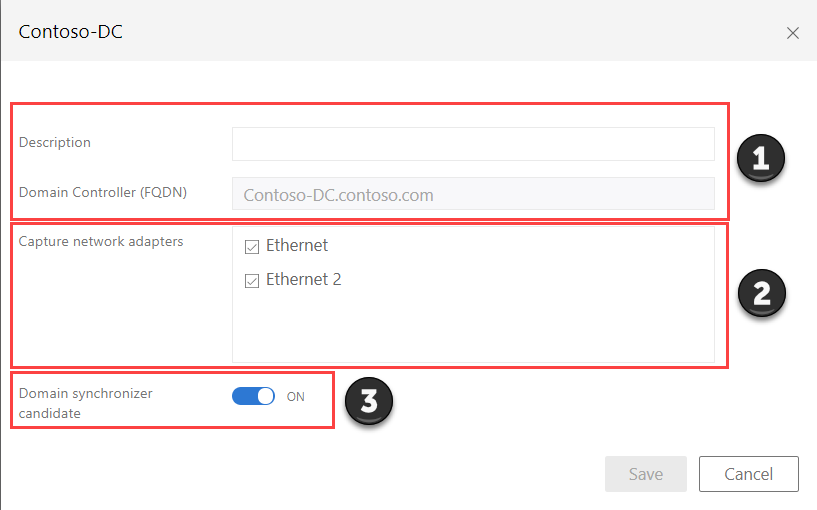 Contoso-DC
Description
1
Domain Controller (FQDN)
Contoso-DC.contoso.com
Capture network adapters
Ethernet
Ethernet 2
2
Domain synchronizer
candidate
ON
3
Save
Cancel